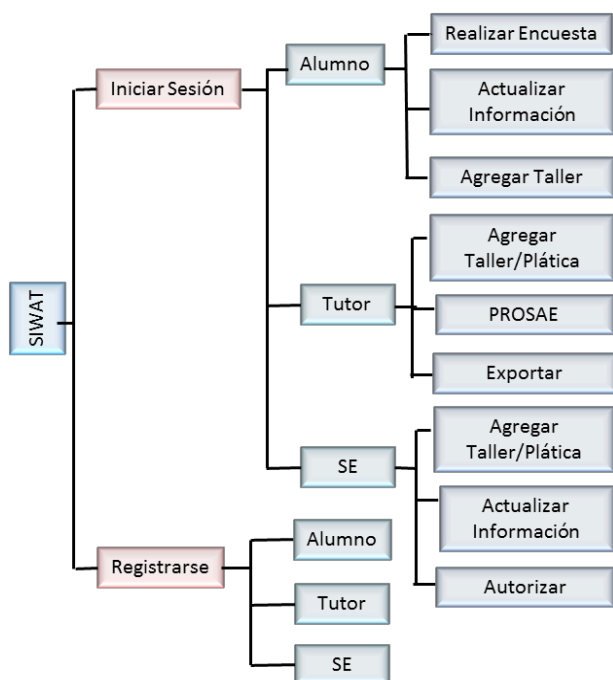 SIWAT
Iniciar Sesión
Alumno
Realizar Encuesta
Actualizar
Información
Agregar Taller
Tutor
Agregar
Taller/Plática
PROSAE
Exportar
SE
Agregar
Taller/Plática
Actualizar
Información
Autorizar
Registrarse
Alumno
Tutor
SE